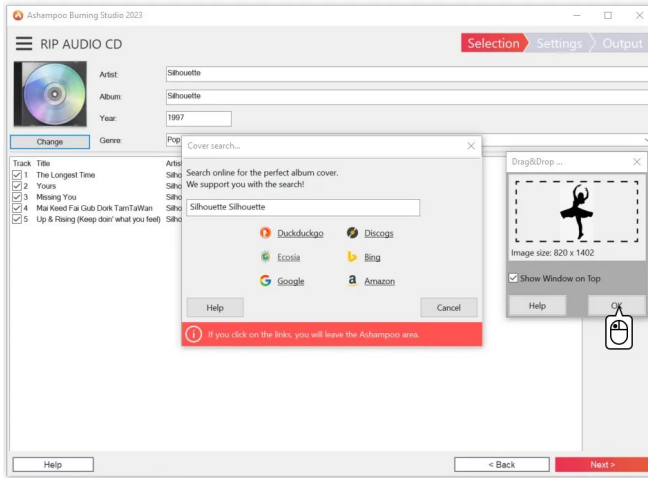 Ashampoo Burning Studio 2023
RIP AUDIO CD
Selection Settings Output
Artist: Silhouette
Album: Silhouette
Year: 1997
Change
Genre: Pop
Track Title Artis
1 The Longest Time Silho
2 Yours Silho
3 Missing You Silho
4 Mai Keed Fai Gub Dork TamTaWan Silho
5 Up & Rising (Keep doin' what you feel) Silho
Cover search...
Search online for the perfect album cover.
We support you with the search!
Silhouette Silhouette
Duckduckgo Discogs
Ecosia Bing
Google Amazon
Help Cancel
If you click on the links, you will leave the Ashampoo area.
Drag&Drop ...
Image size: 820 x 1402
Show Window on Top
Help OK
Help < Back Next >